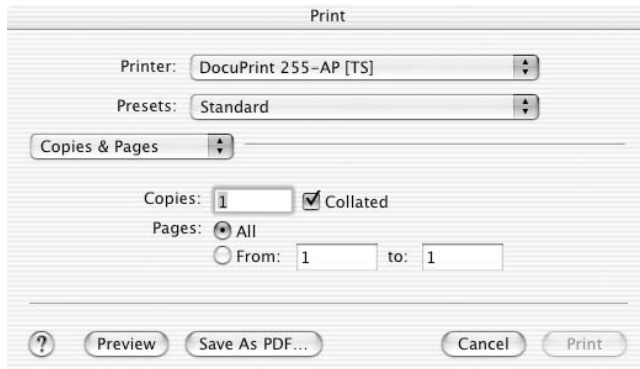 Print
Printer: DocuPrint 255-AP [TS]
Presets: Standard
Copies & Pages
Copies: 1 Collated
Pages: All
From: 1 to: 1
? Preview Save As PDF... Cancel Print